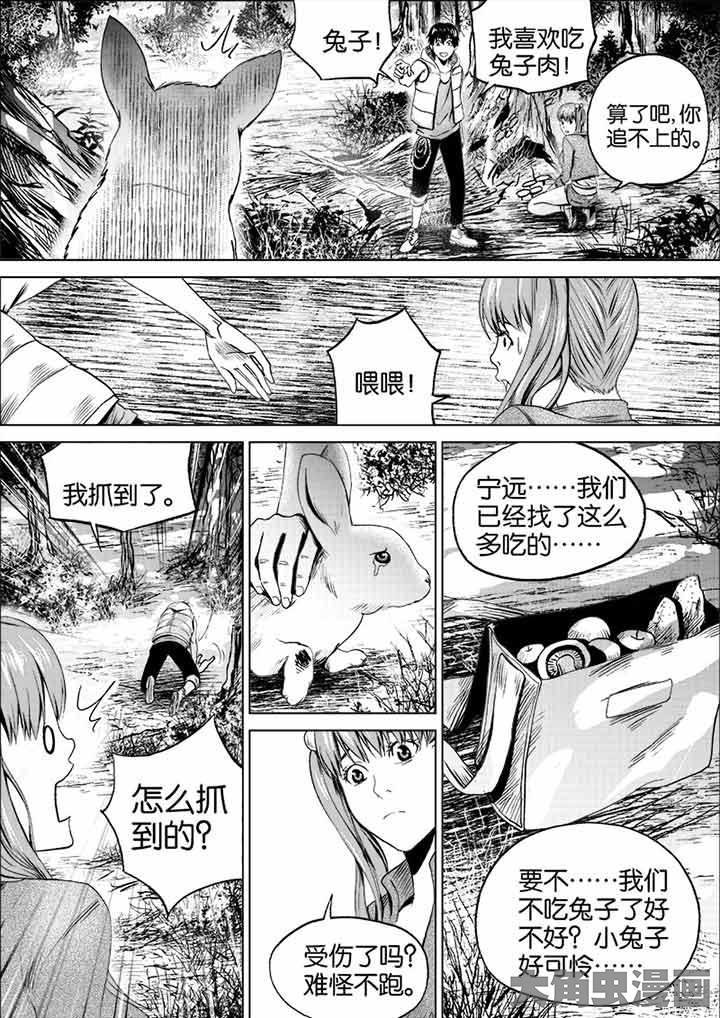 兔子！
我喜欢吃
兔子肉！
算了吧,你
追不上的。
喂喂！
我抓到了。
怎么抓
到的？
受伤了吗？
难怪不跑。
宁远……我们
已经找了这么
多吃的……
要不……我们
不吃兔子了好
不好？小兔子
好可怜……
大角虫漫画